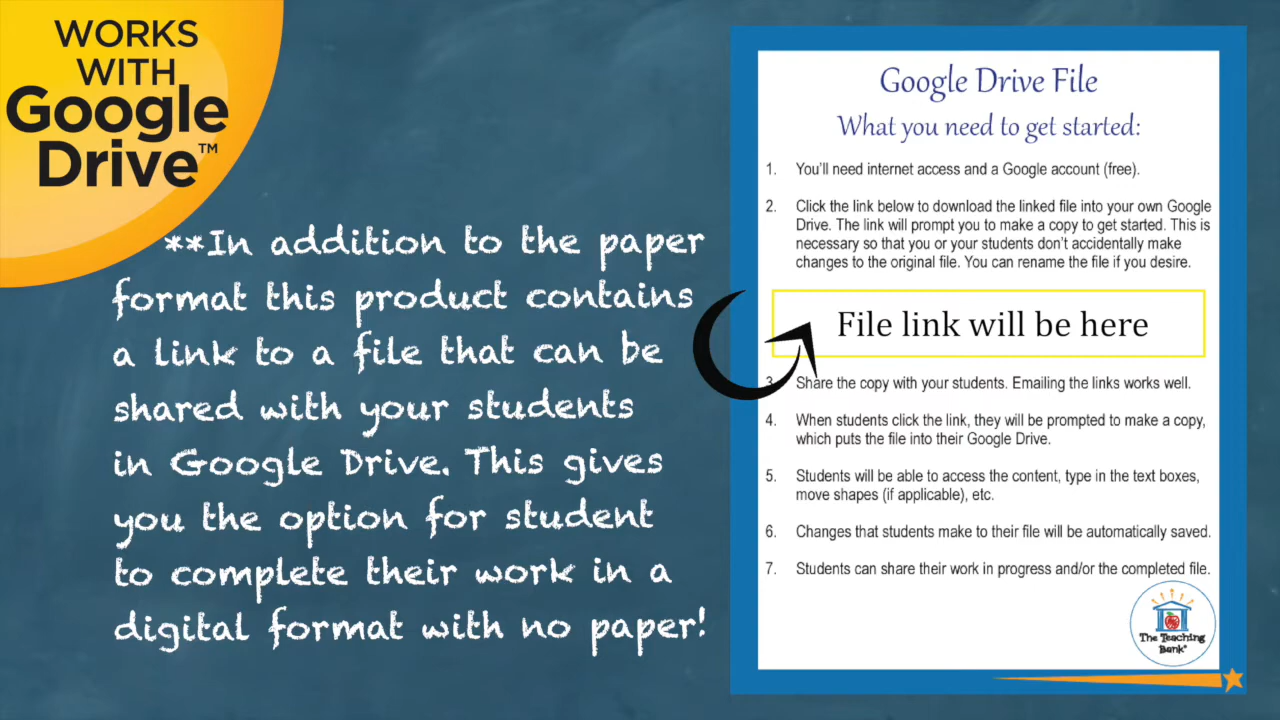 WORKS
WITH
Google
Drive™
**In addition to the paper
format this product contains
a link to a file that can be
shared with your students
in Google Drive. This gives
you the option for student
to complete their work in a
digital format with no paper!
Google Drive File
What you need to get started:
1. You'll need internet access and a Google account (free).
2. Click the link below to download the linked file into your own Google
Drive. The link will prompt you to make a copy to get started. This is
necessary so that you or your students don't accidentally make
changes to the original file. You can rename the file if you desire.
File link will be here
3. Share the copy with your students. Emailing the links works well.
4. When students click the link, they will be prompted to make a copy,
which puts the file into their Google Drive.
5. Students will be able to access the content, type in the text boxes,
move shapes (if applicable), etc.
6. Changes that students make to their file will be automatically saved.
7. Students can share their work in progress and/or the completed file.
The Teaching
Bank®